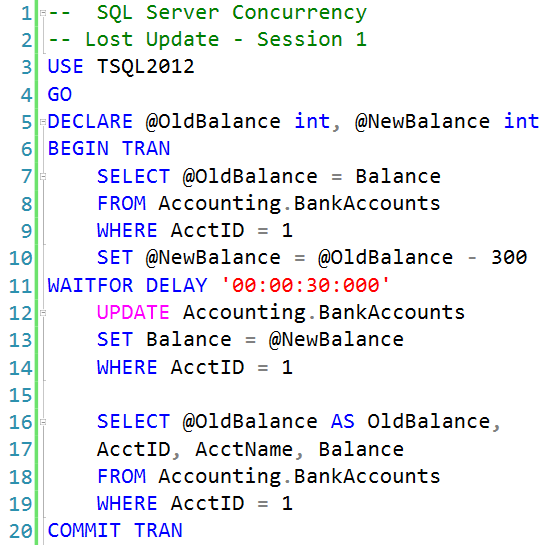 1 --  SQL Server Concurrency
2 -- Lost Update - Session 1
3 USE TSQL2012
4 GO
5 DECLARE @OldBalance int, @NewBalance int
6 BEGIN TRAN
7     SELECT @OldBalance = Balance
8     FROM Accounting.BankAccounts
9     WHERE AcctID = 1
10     SET @NewBalance = @OldBalance - 300
11 WAITFOR DELAY '00:00:30:000'
12     UPDATE Accounting.BankAccounts
13     SET Balance = @NewBalance
14     WHERE AcctID = 1
15
16     SELECT @OldBalance AS OldBalance,
17     AcctID, AcctName, Balance
18     FROM Accounting.BankAccounts
19     WHERE AcctID = 1
20 COMMIT TRAN